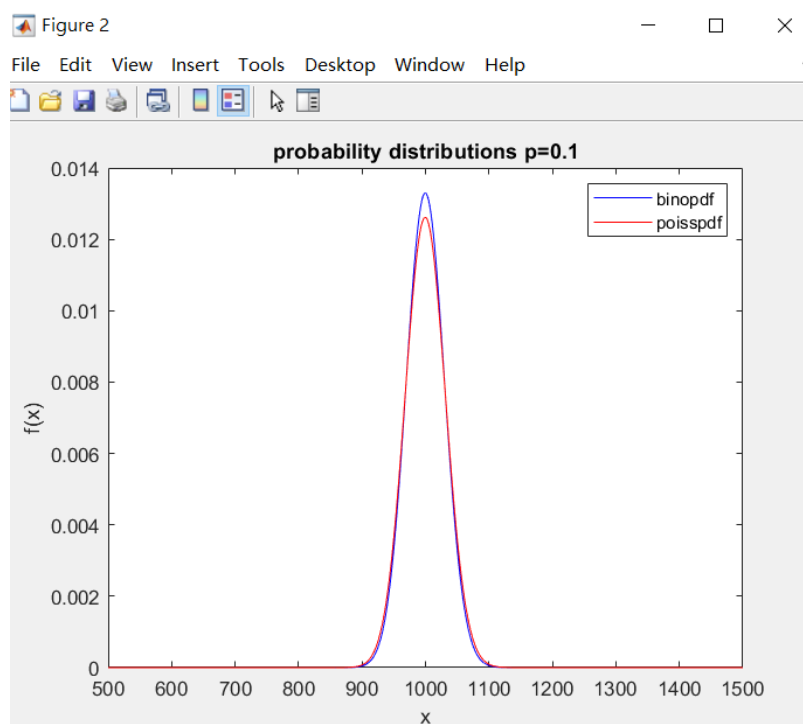 Figure 2
File Edit View Insert Tools Desktop Window Help
probability distributions p=0.1
0.014
binopdf
poisspdf
0.012
0.01
0.008
0.006
0.004
0.002
0
f(x)
500 600 700 800 900 1000 1100 1200 1300 1400 1500
x